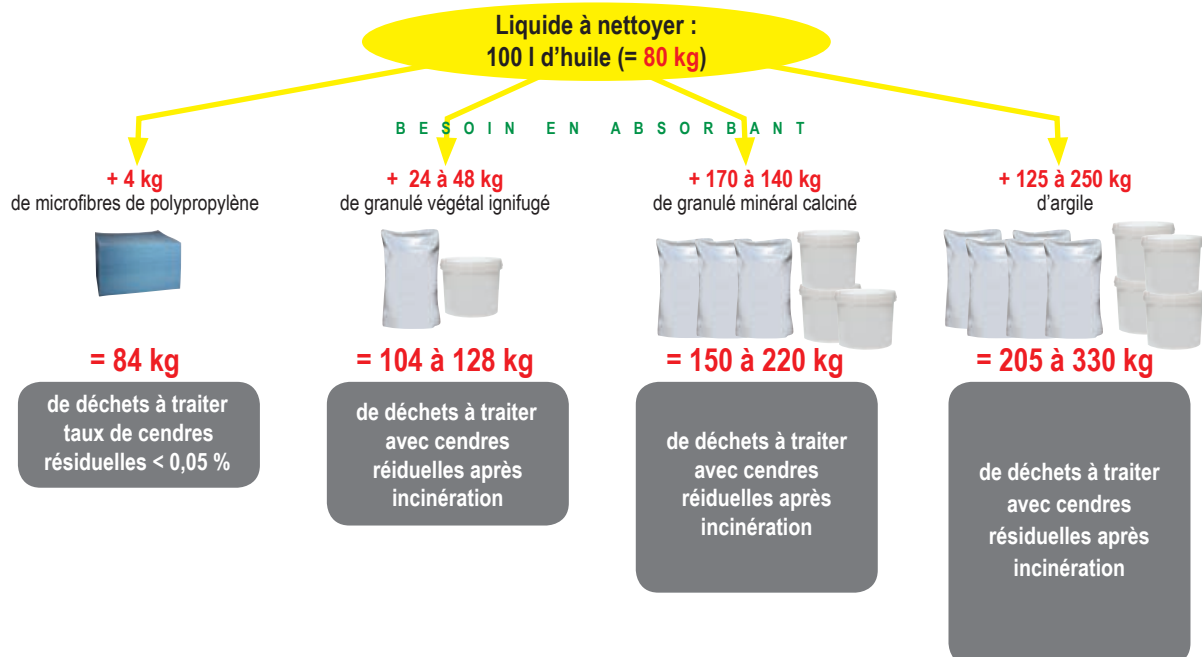 Liquide à nettoyer :
100 l d'huile (= 80 kg)
BESOIN EN ABSORBANT
+ 4 kg
de microfibres de polypropylène
= 84 kg
de déchets à traiter
taux de cendres
résiduelles < 0,05 %
+ 24 à 48 kg
de granulé végétal ignifugé
= 104 à 128 kg
de déchets à traiter
avec cendres
réiduelles après
incinération
+ 170 à 140 kg
de granulé minéral calciné
= 150 à 220 kg
de déchets à traiter
avec cendres
réiduelles après
incinération
+ 125 à 250 kg
d'argile
= 205 à 330 kg
de déchets à traiter
avec cendres
résiduelles après
incinération